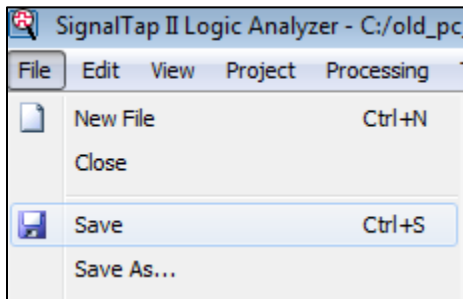 SignalTap II Logic Analyzer - C:/old_pc
File Edit View Project Processing
New File Ctrl+N
Close
Save Ctrl+S
Save As...